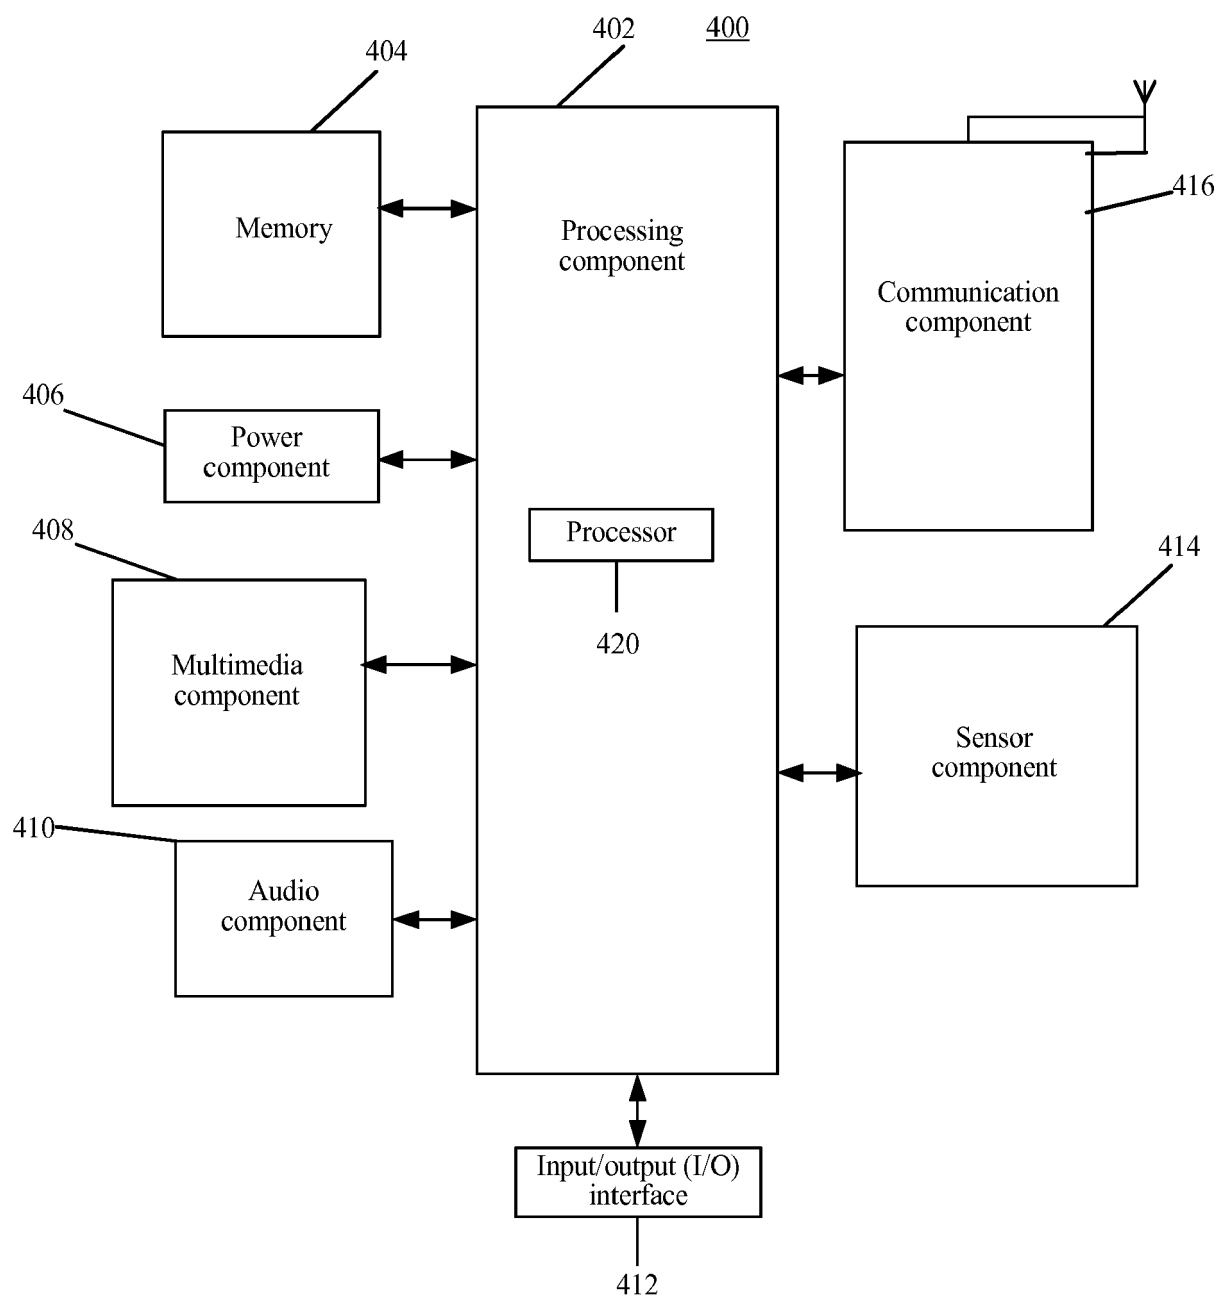 402
400
404
416
Memory
Processing
component
Communication
component
406
Power
component
408
Processor
420
414
Multimedia
component
Sensor
component
410
Audio
component
Input/output (I/O)
interface
412